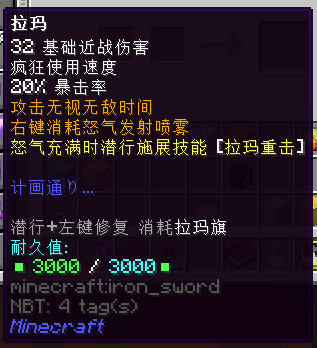 拉玛
32 基础近战伤害
疯狂使用速度
20% 暴击率
攻击无视无敌时间
右键消耗怒气发射喷雾
怒气充满时潜行施展技能 [拉玛重击]
计画通り...
潜行+左键修复 消耗拉玛旗
耐久值:
▪ 3000 / 3000 ▪
minecraft:iron_sword
NBT: 4 tag(s)
Minecraft